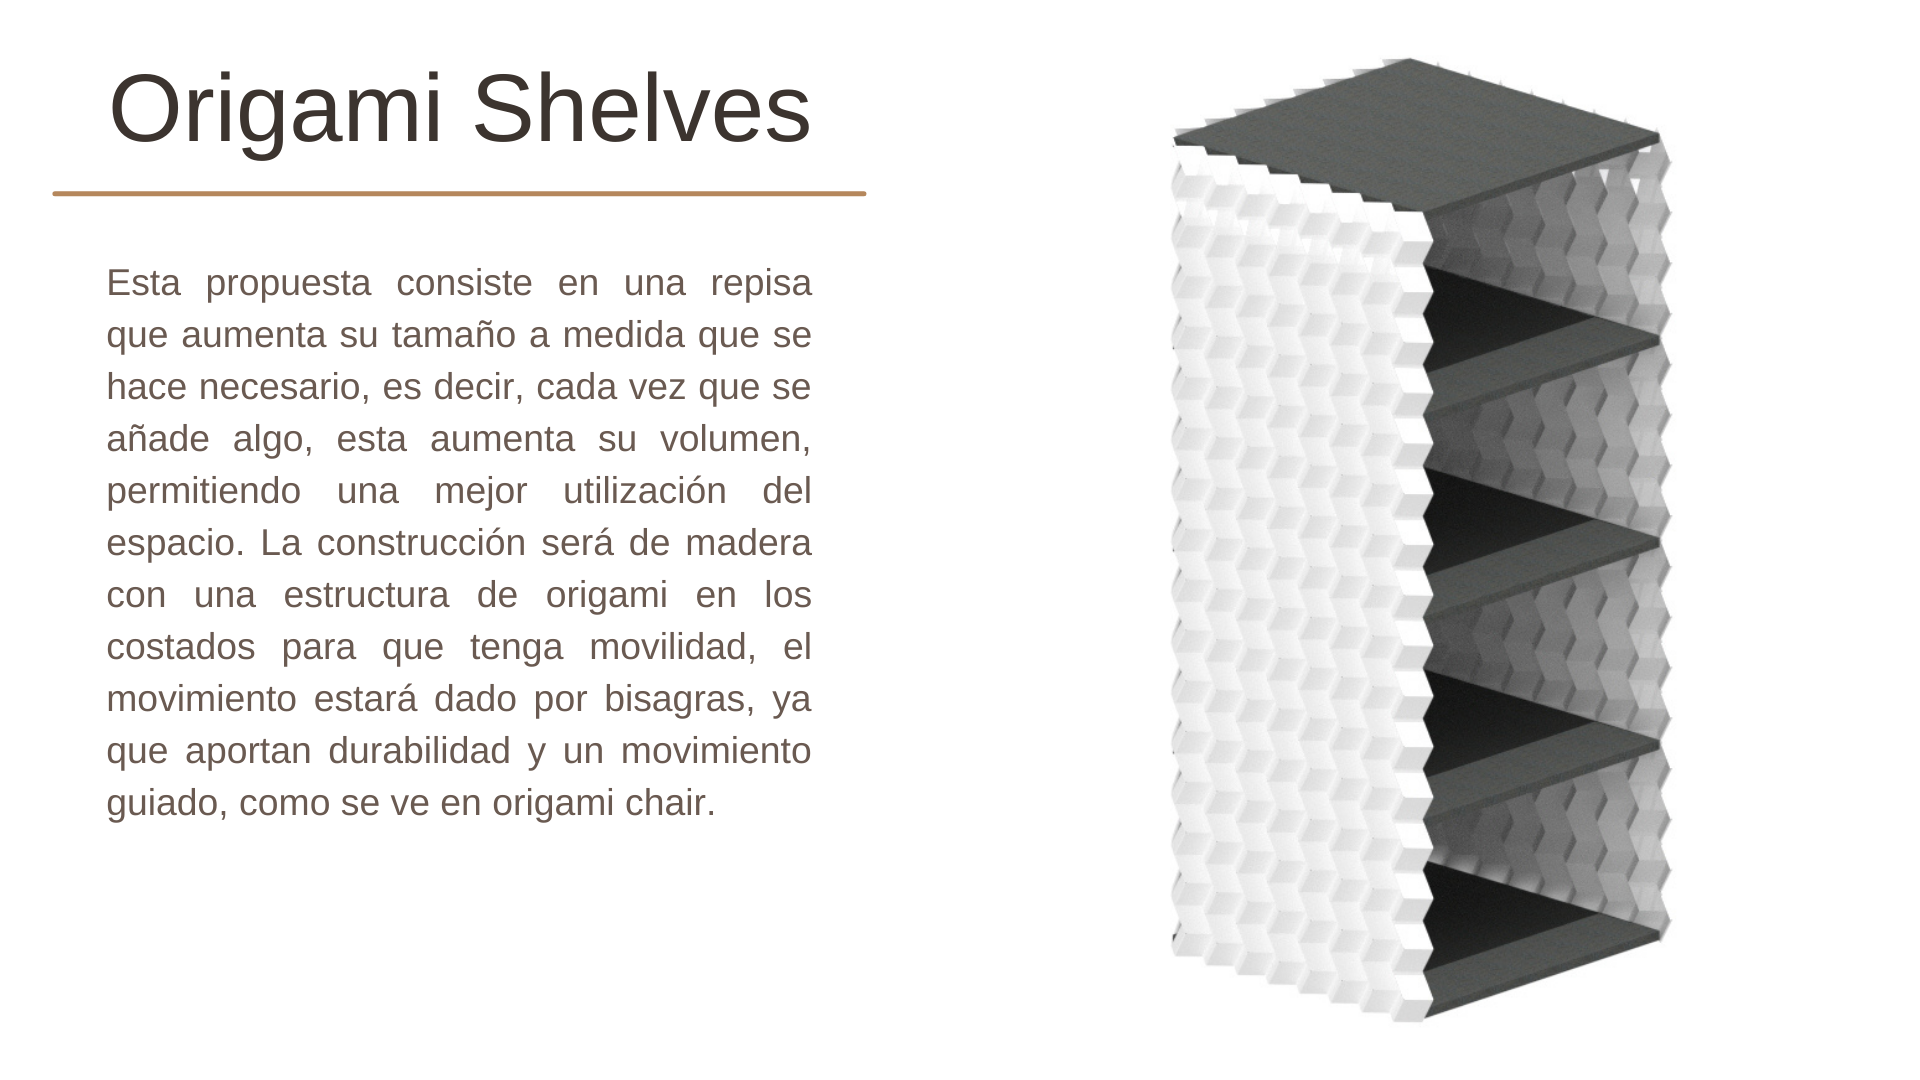 Origami Shelves
Esta propuesta consiste en una repisa
que aumenta su tamaño a medida que se
hace necesario, es decir, cada vez que se
añade algo, esta aumenta su volumen,
permitiendo una mejor utilización del
espacio. La construcción será de madera
con una estructura de origami en los
costados para que tenga movilidad, el
movimiento estará dado por bisagras, ya
que aportan durabilidad y un movimiento
guiado, como se ve en origami chair.